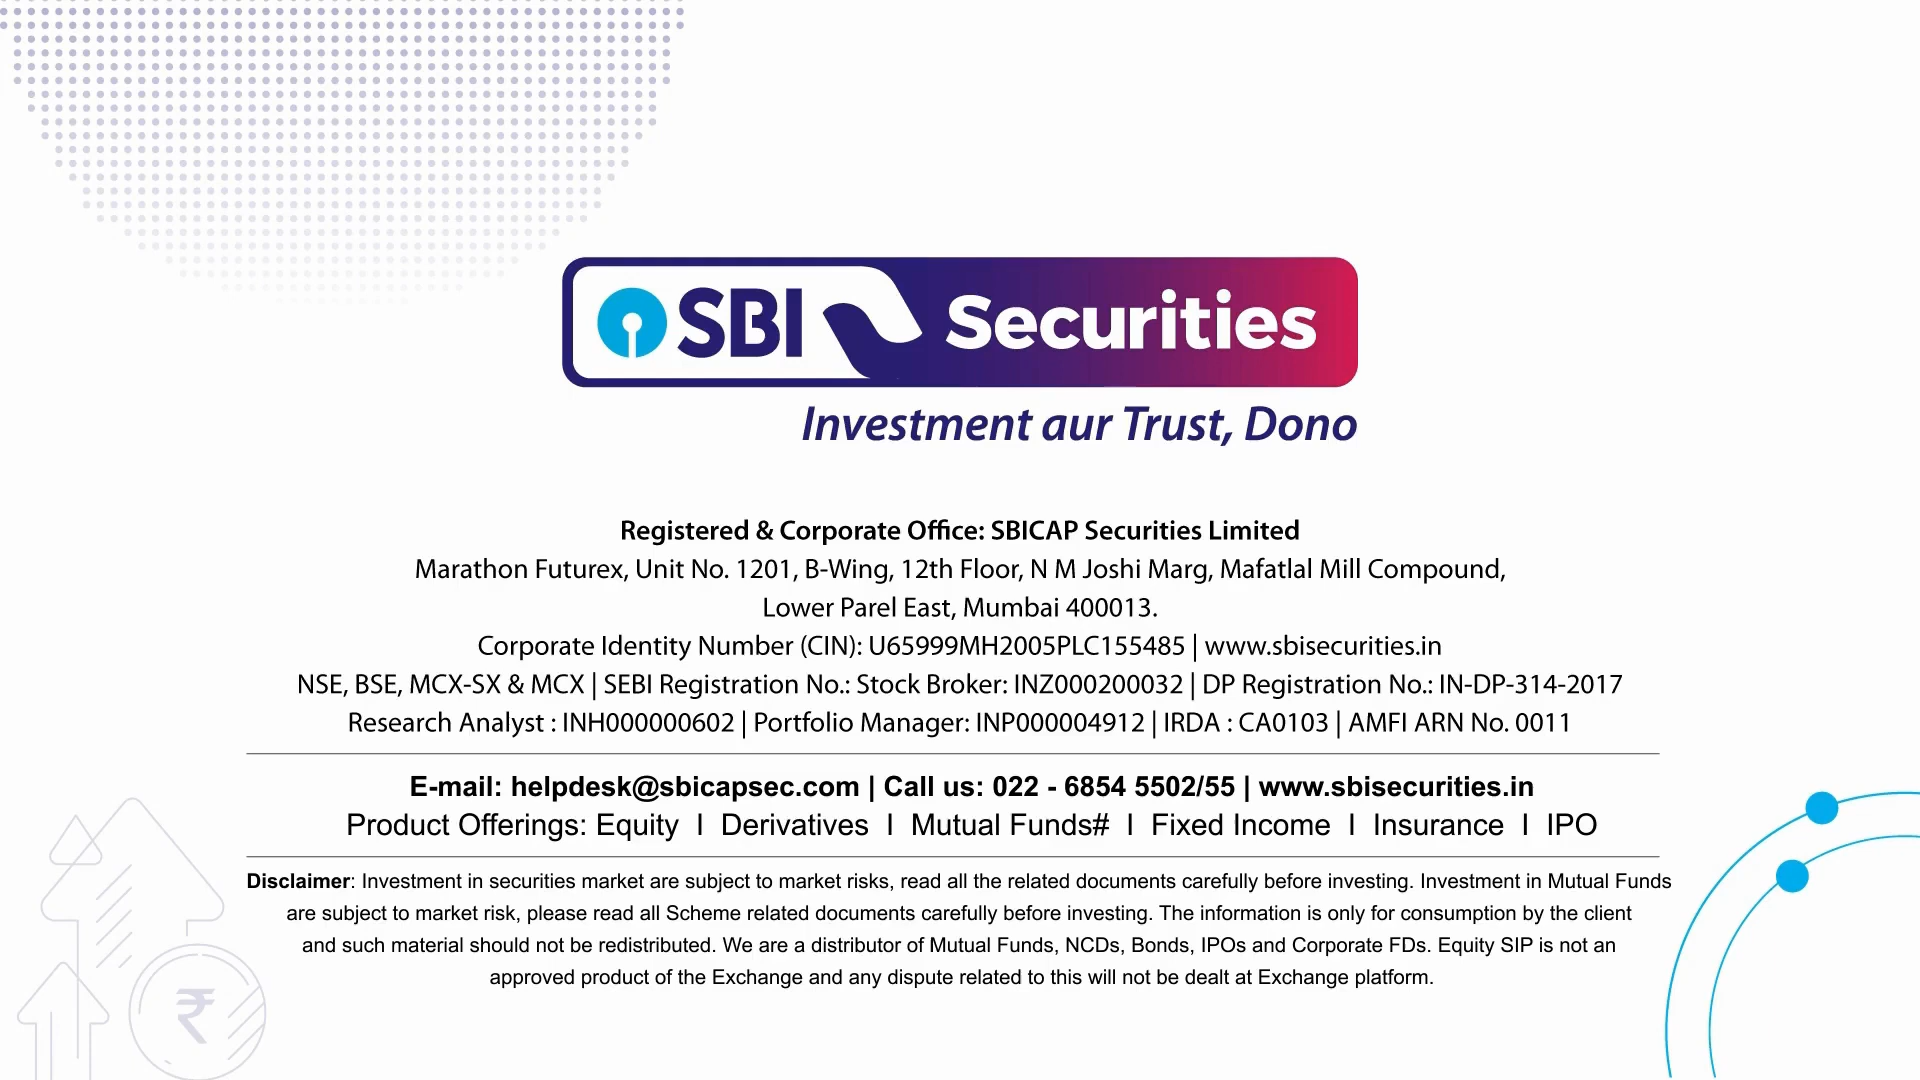 SBI Securities
Investment aur Trust, Dono
Registered & Corporate Office: SBICAP Securities Limited
Marathon Futurex, Unit No. 1201, B-Wing, 12th Floor, N M Joshi Marg, Mafatlal Mill Compound,
Lower Parel East, Mumbai 400013.
Corporate Identity Number (CIN): U65999MH2005PLC155485 | www.sbisecurities.in
NSE, BSE, MCX-SX & MCX | SEBI Registration No.: Stock Broker: INZ000200032 | DP Registration No.: IN-DP-314-2017
Research Analyst : INH000000602 | Portfolio Manager: INP000004912 | IRDA : CA0103 | AMFI ARN No. 0011
E-mail: helpdesk@sbicapsec.com | Call us: 022 - 6854 5502/55 | www.sbisecurities.in
Product Offerings: Equity I Derivatives I Mutual Funds# I Fixed Income I Insurance I IPO
Disclaimer: Investment in securities market are subject to market risks, read all the related documents carefully before investing. Investment in Mutual Funds
are subject to market risk, please read all Scheme related documents carefully before investing. The information is only for consumption by the client
and such material should not be redistributed. We are a distributor of Mutual Funds, NCDs, Bonds, IPOs and Corporate FDs. Equity SIP is not an
approved product of the Exchange and any dispute related to this will not be dealt at Exchange platform.
₹